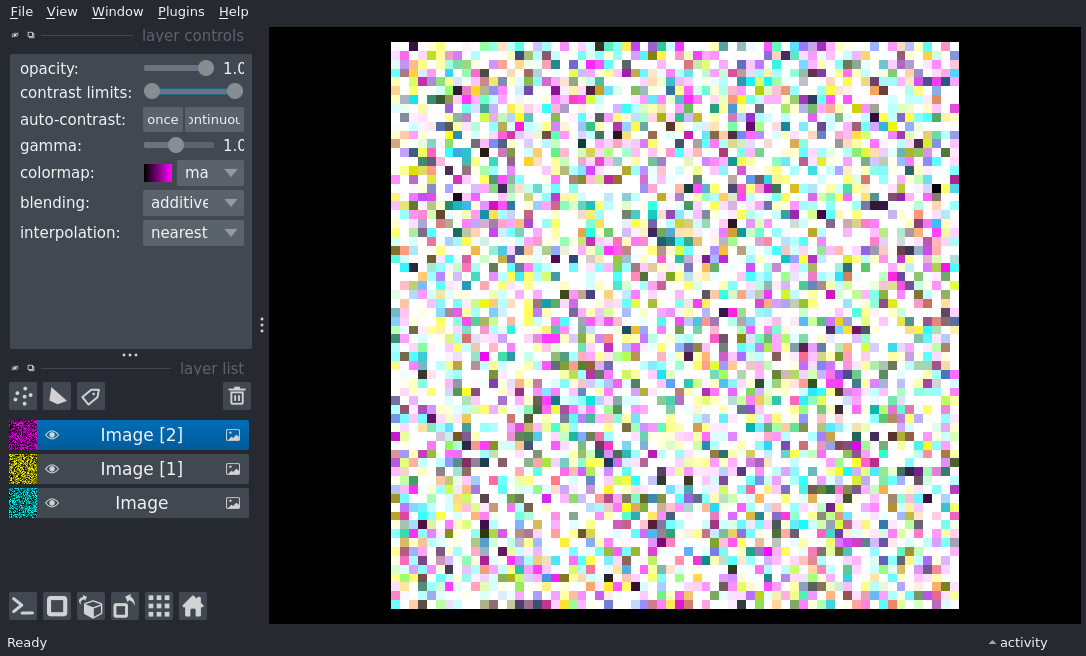 File View Window Plugins Help
layer controls
opacity: 1.0
contrast limits:
auto-contrast: once ontinuou
gamma: 1.0
colormap: ma
blending: additive
interpolation: nearest
layer list
Image [2]
Image [1]
Image
Ready activity